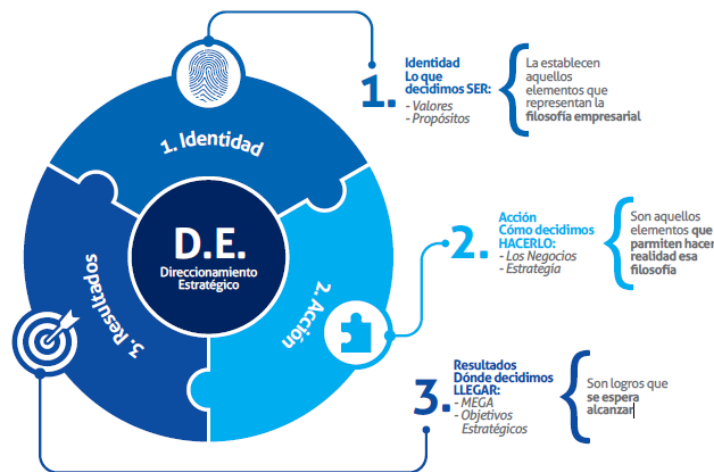 1. Identidad
D.E.
Direccionamiento
Estratégico
2. Acción
3. Resultados
1.
Identidad
Lo que
decidimos SER:
- Valores
- Propósitos
La establecen
aquellos
elementos que
representan la
filosofía empresarial
2.
Acción
Cómo decidimos
HACERLO:
- Los Negocios
- Estrategia
Son aquellos
elementos que
parmiten hacer
realidad esa
filosofía
3.
Resultados
Dónde decidimos
LLEGAR:
- MEGA
- Objetivos
Estratégicos
Son logros que
se espera
alcanzar